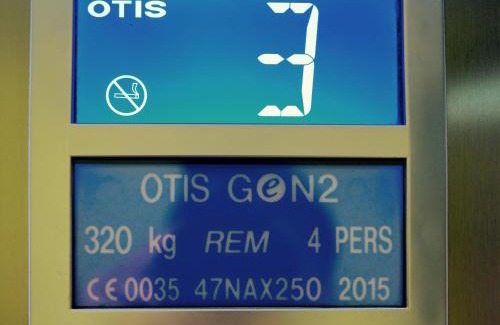 OTIS
3
OTIS GeN2
320 kg REM 4 PERS
CE 0035 47NAX250 2015